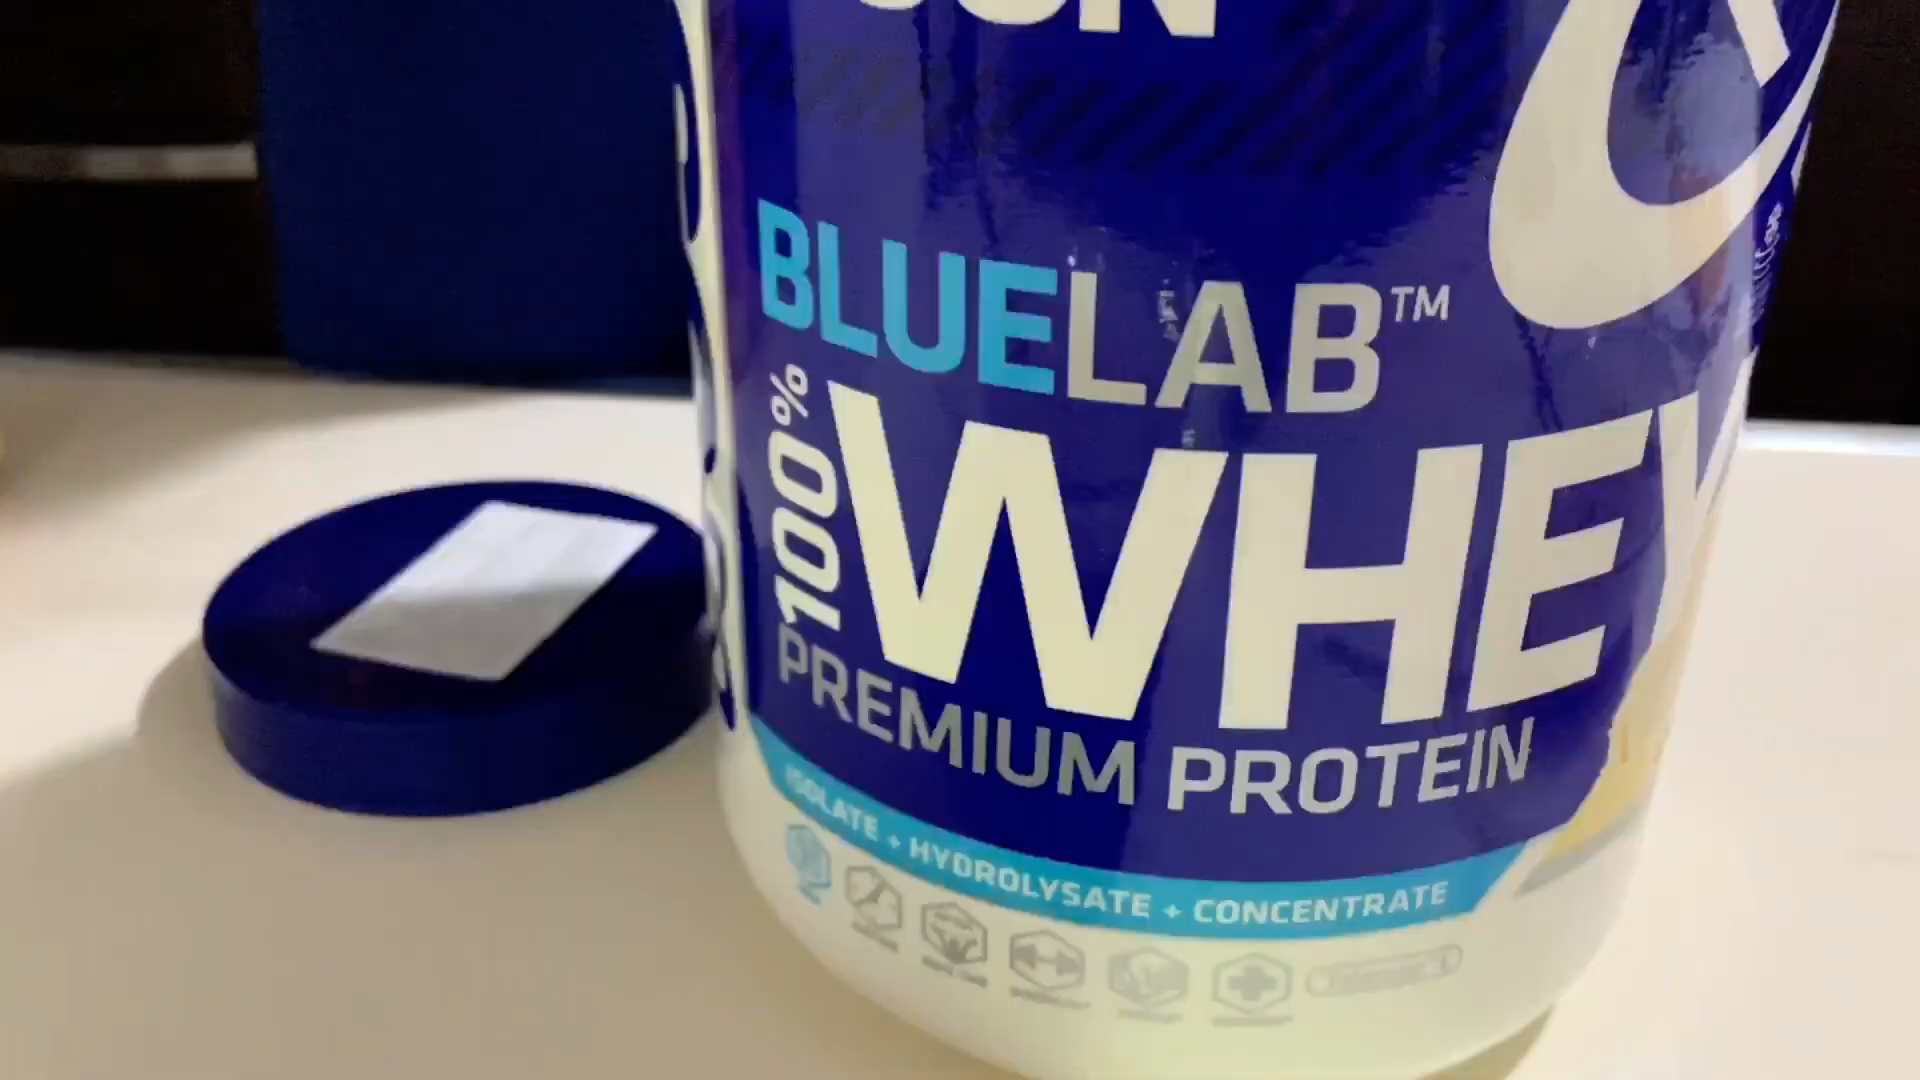 BLUELAB™
100% WHEY
PREMIUM PROTEIN
ISOLATE + HYDROLYSATE + CONCENTRATE